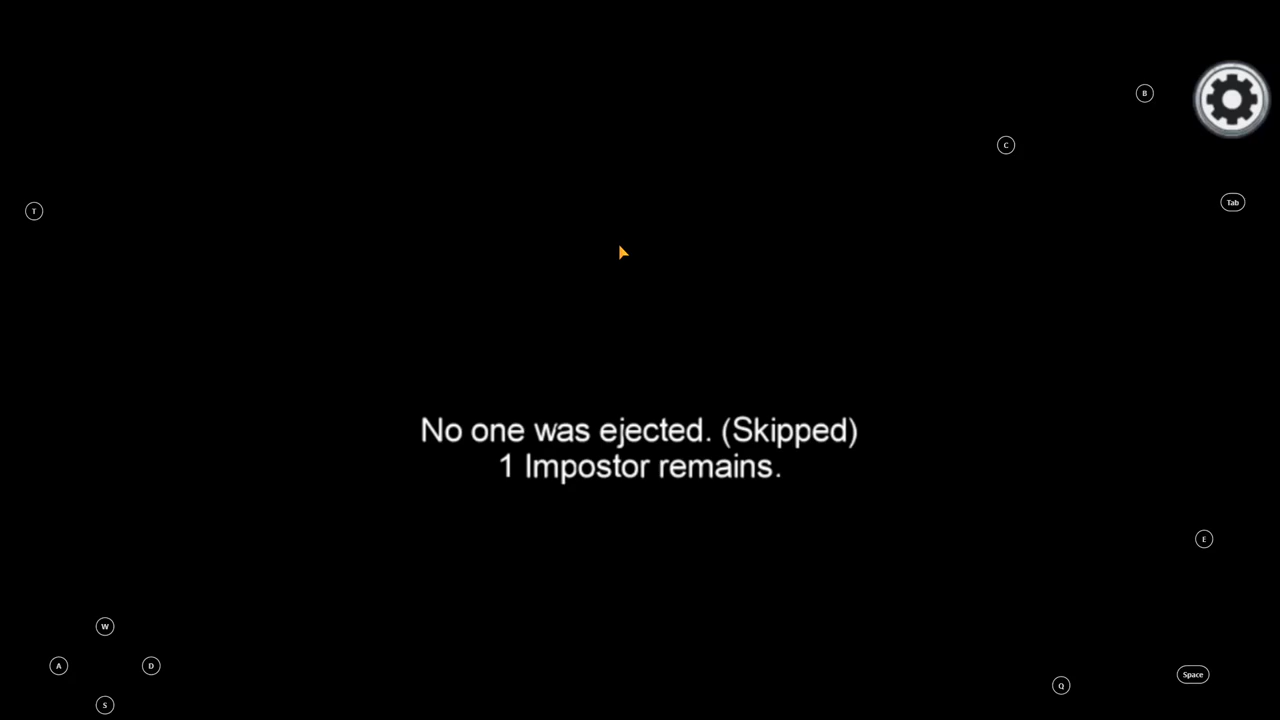 B
C
Tab
T
No one was ejected. (Skipped)
1 Impostor remains.
E
W
A
D
Space
Q
S